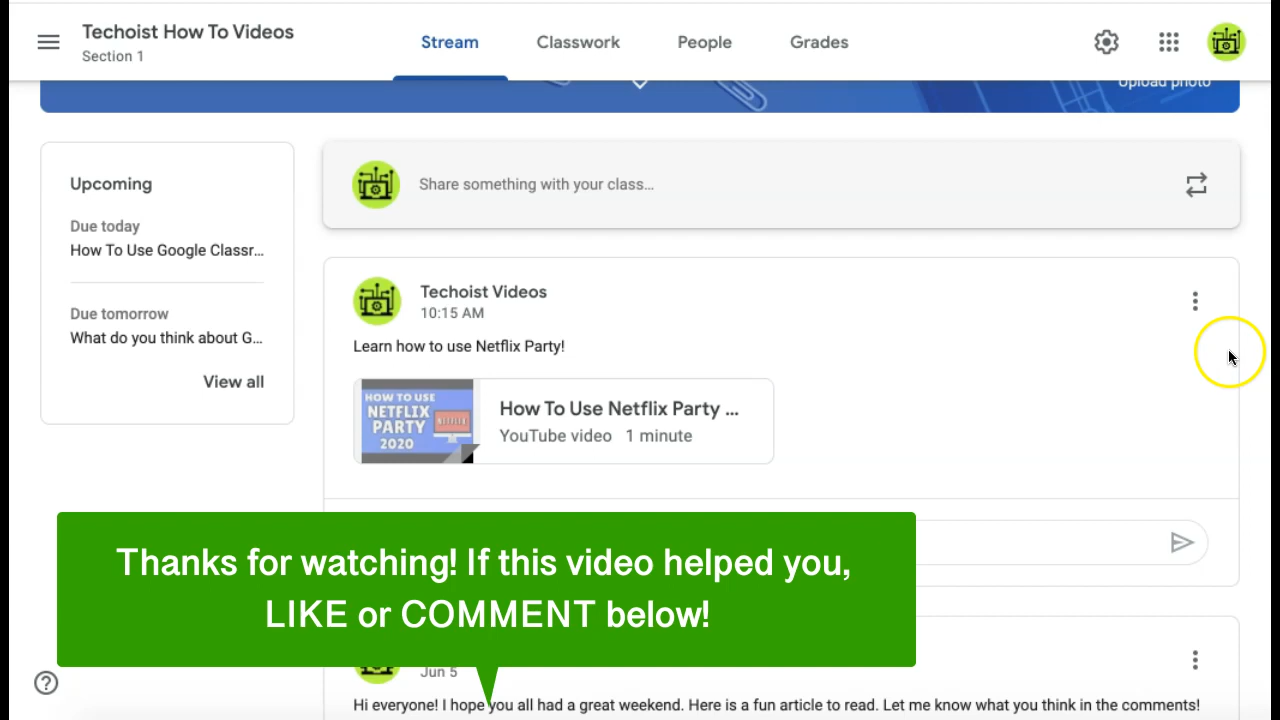 Techoist How To Videos
Section 1
Stream
Classwork
People
Grades
Upload photo
Upcoming
Due today
How To Use Google Classr...
Due tomorrow
What do you think about G...
View all
Share something with your class...
Techoist Videos
10:15 AM
Learn how to use Netflix Party!
HOW TO USE
NETFLIX
PARTY
2020
NETFLIX
How To Use Netflix Party ...
YouTube video 1 minute
Thanks for watching! If this video helped you,
LIKE or COMMENT below!
Jun 5
Hi everyone! I hope you all had a great weekend. Here is a fun article to read. Let me know what you think in the comments!